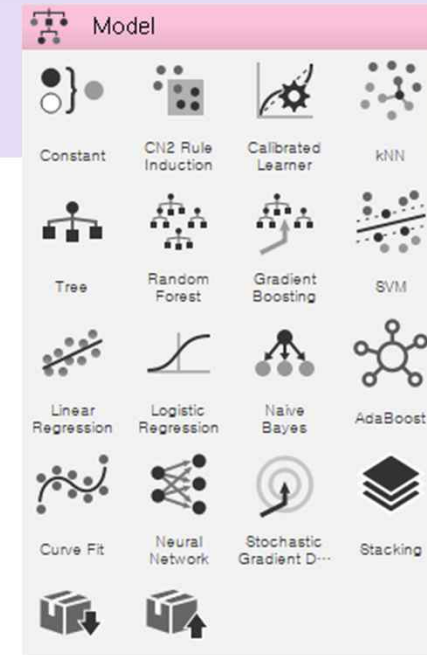 Model
Constant
CN2 Rule
Induction
Calibrated
Learner
kNN
Tree
Random
Forest
Gradient
Boosting
SVM
Linear
Regression
Logistic
Regression
Naive
Bayes
AdaBoost
Curve Fit
Neural
Network
Stochastic
Gradient D···
Stacking